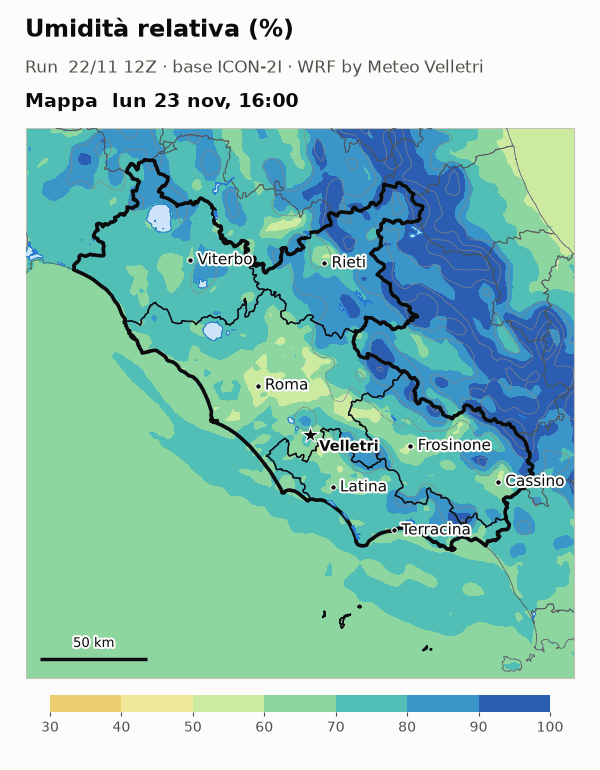 Umidità relativa (%)
Run  22/11 12Z · base ICON-2I · WRF by Meteo Velletri
Mappa  lun 23 nov, 16:00
Viterbo
Rieti
Roma
Velletri
Frosinone
Latina
Cassino
Terracina
50 km
30 40 50 60 70 80 90 100